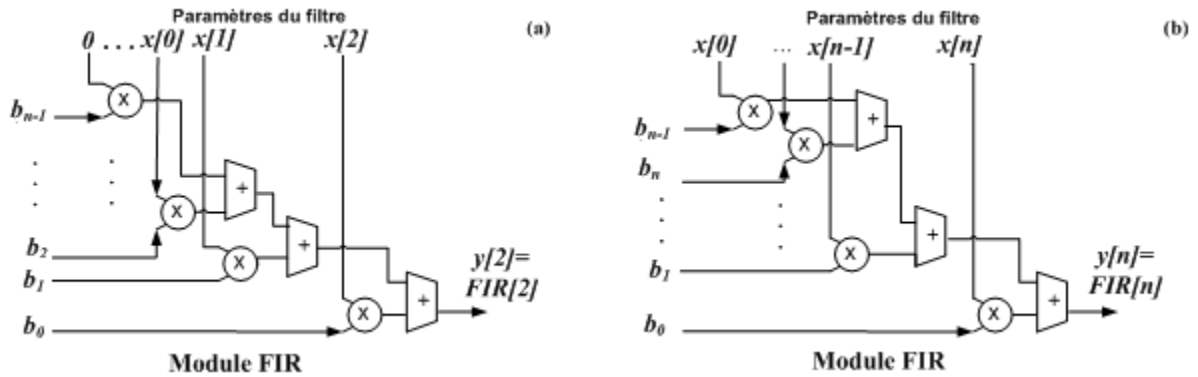 Paramètres du filtre
(a)
0 . . . x[0] x[1] x[2]
b_{n-1}
X
+
X
+
b_2
X
b_1
y[2]=
FIR[2]
+
X
b_0
Module FIR
Paramètres du filtre
(b)
x[0] ... x[n-1] x[n]
X
+
b_{n-1}
X
b_n
+
X
b_1
y[n]=
FIR[n]
+
X
b_0
Module FIR